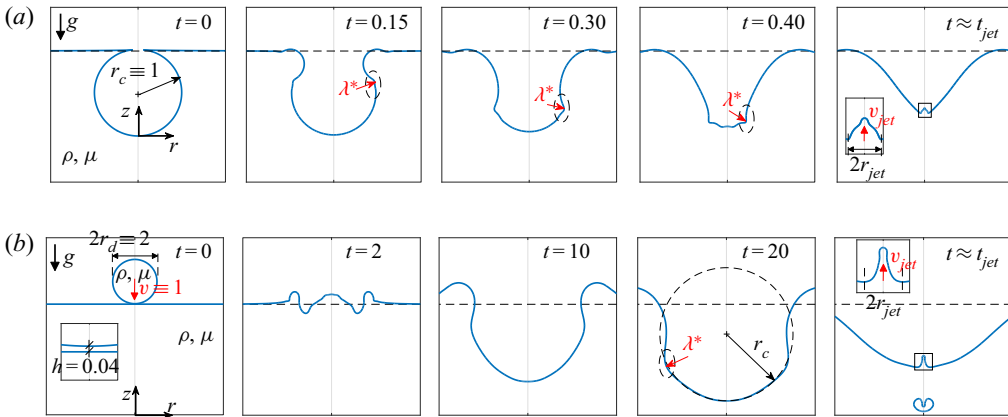 (a) g t = 0 t = 0.15 t = 0.30 t = 0.40 t ≈ t_jet
r_c ≡ 1
λ* λ* λ*
z
r
v_jet
ρ, μ
2r_jet
(b) g 2r_d ≡ 2 t = 0 t = 2 t = 10 t = 20 t ≈ t_jet
ρ, μ
v ≡ 1
v_jet
2r_jet
ρ, μ
h = 0.04
r_c
λ*
z
r